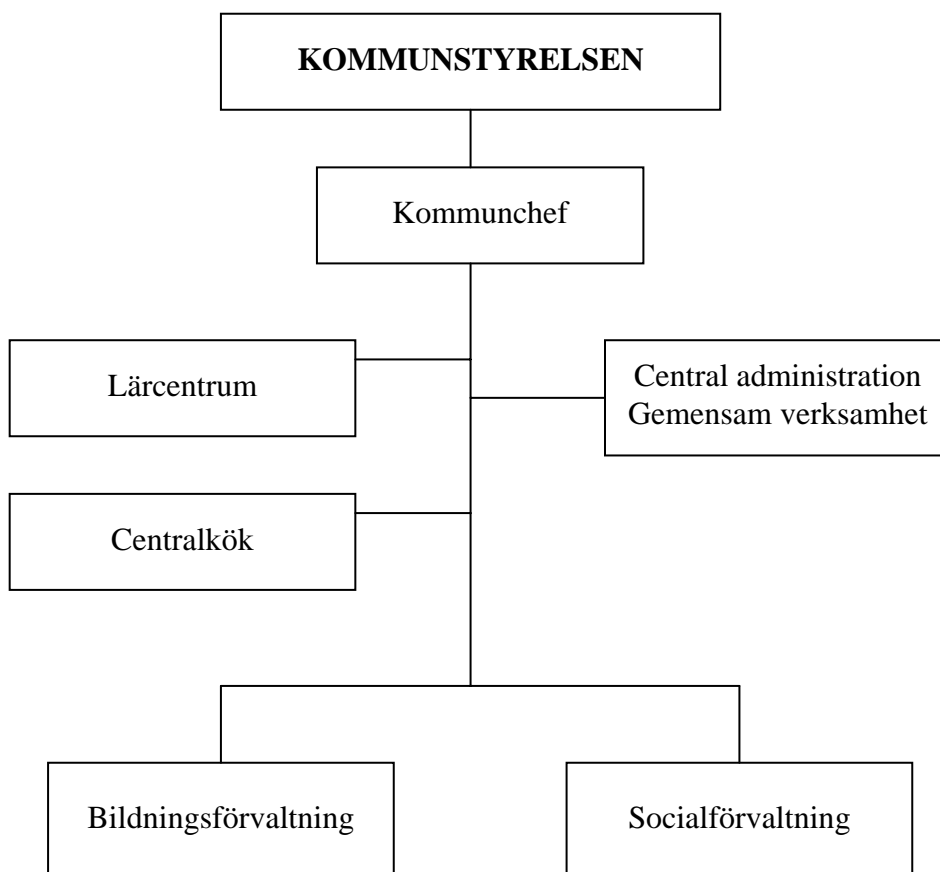 KOMMUNSTYRELSEN
Kommunchef
Lärcentrum
Central administration
Gemensam verksamhet
Centralkök
Bildningsförvaltning
Socialförvaltning